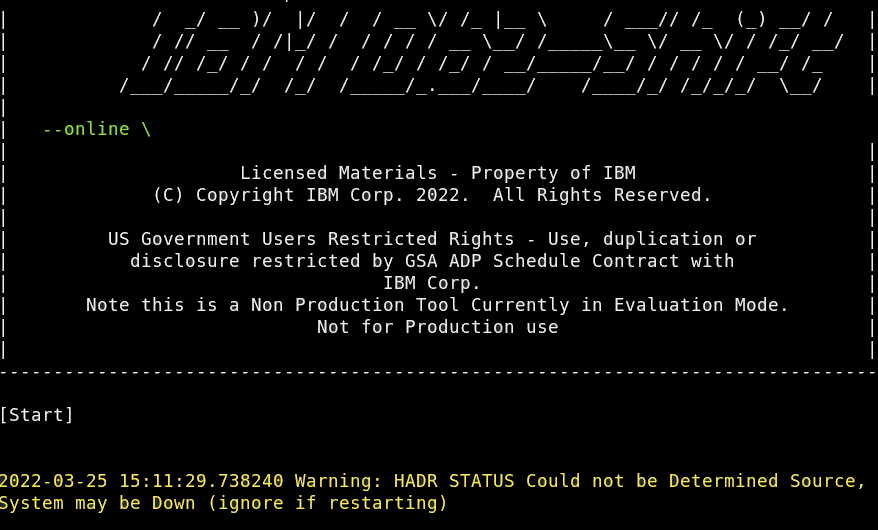 --online \
Licensed Materials - Property of IBM
(C) Copyright IBM Corp. 2022.  All Rights Reserved.
US Government Users Restricted Rights - Use, duplication or
disclosure restricted by GSA ADP Schedule Contract with
IBM Corp.
Note this is a Non Production Tool Currently in Evaluation Mode.
Not for Production use
[Start]
2022-03-25 15:11:29.738240 Warning: HADR STATUS Could not be Determined Source,
System may be Down (ignore if restarting)